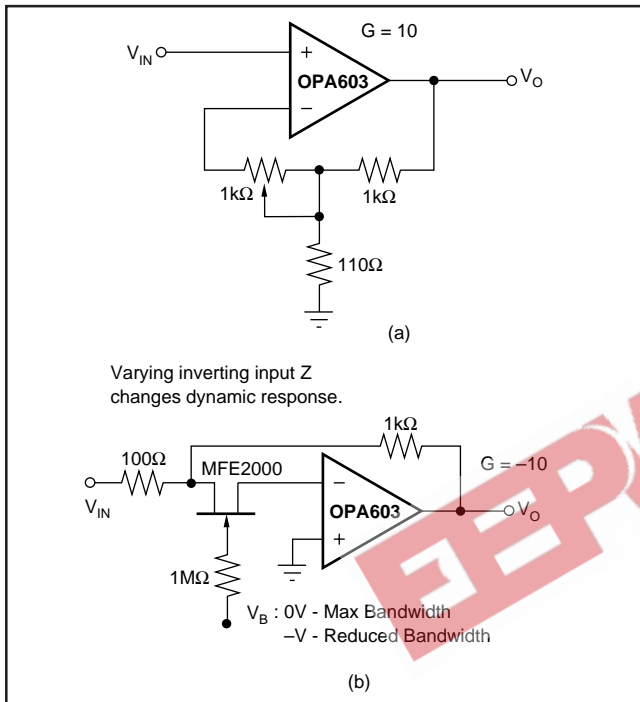 G = 10
V_IN
+
OPA603
–
V_O
1kΩ
1kΩ
110Ω
(a)
Varying inverting input Z
changes dynamic response.
1kΩ
100Ω
MFE2000
G = –10
V_IN
–
OPA603
+
V_O
1MΩ
V_B : 0V - Max Bandwidth
–V - Reduced Bandwidth
(b)